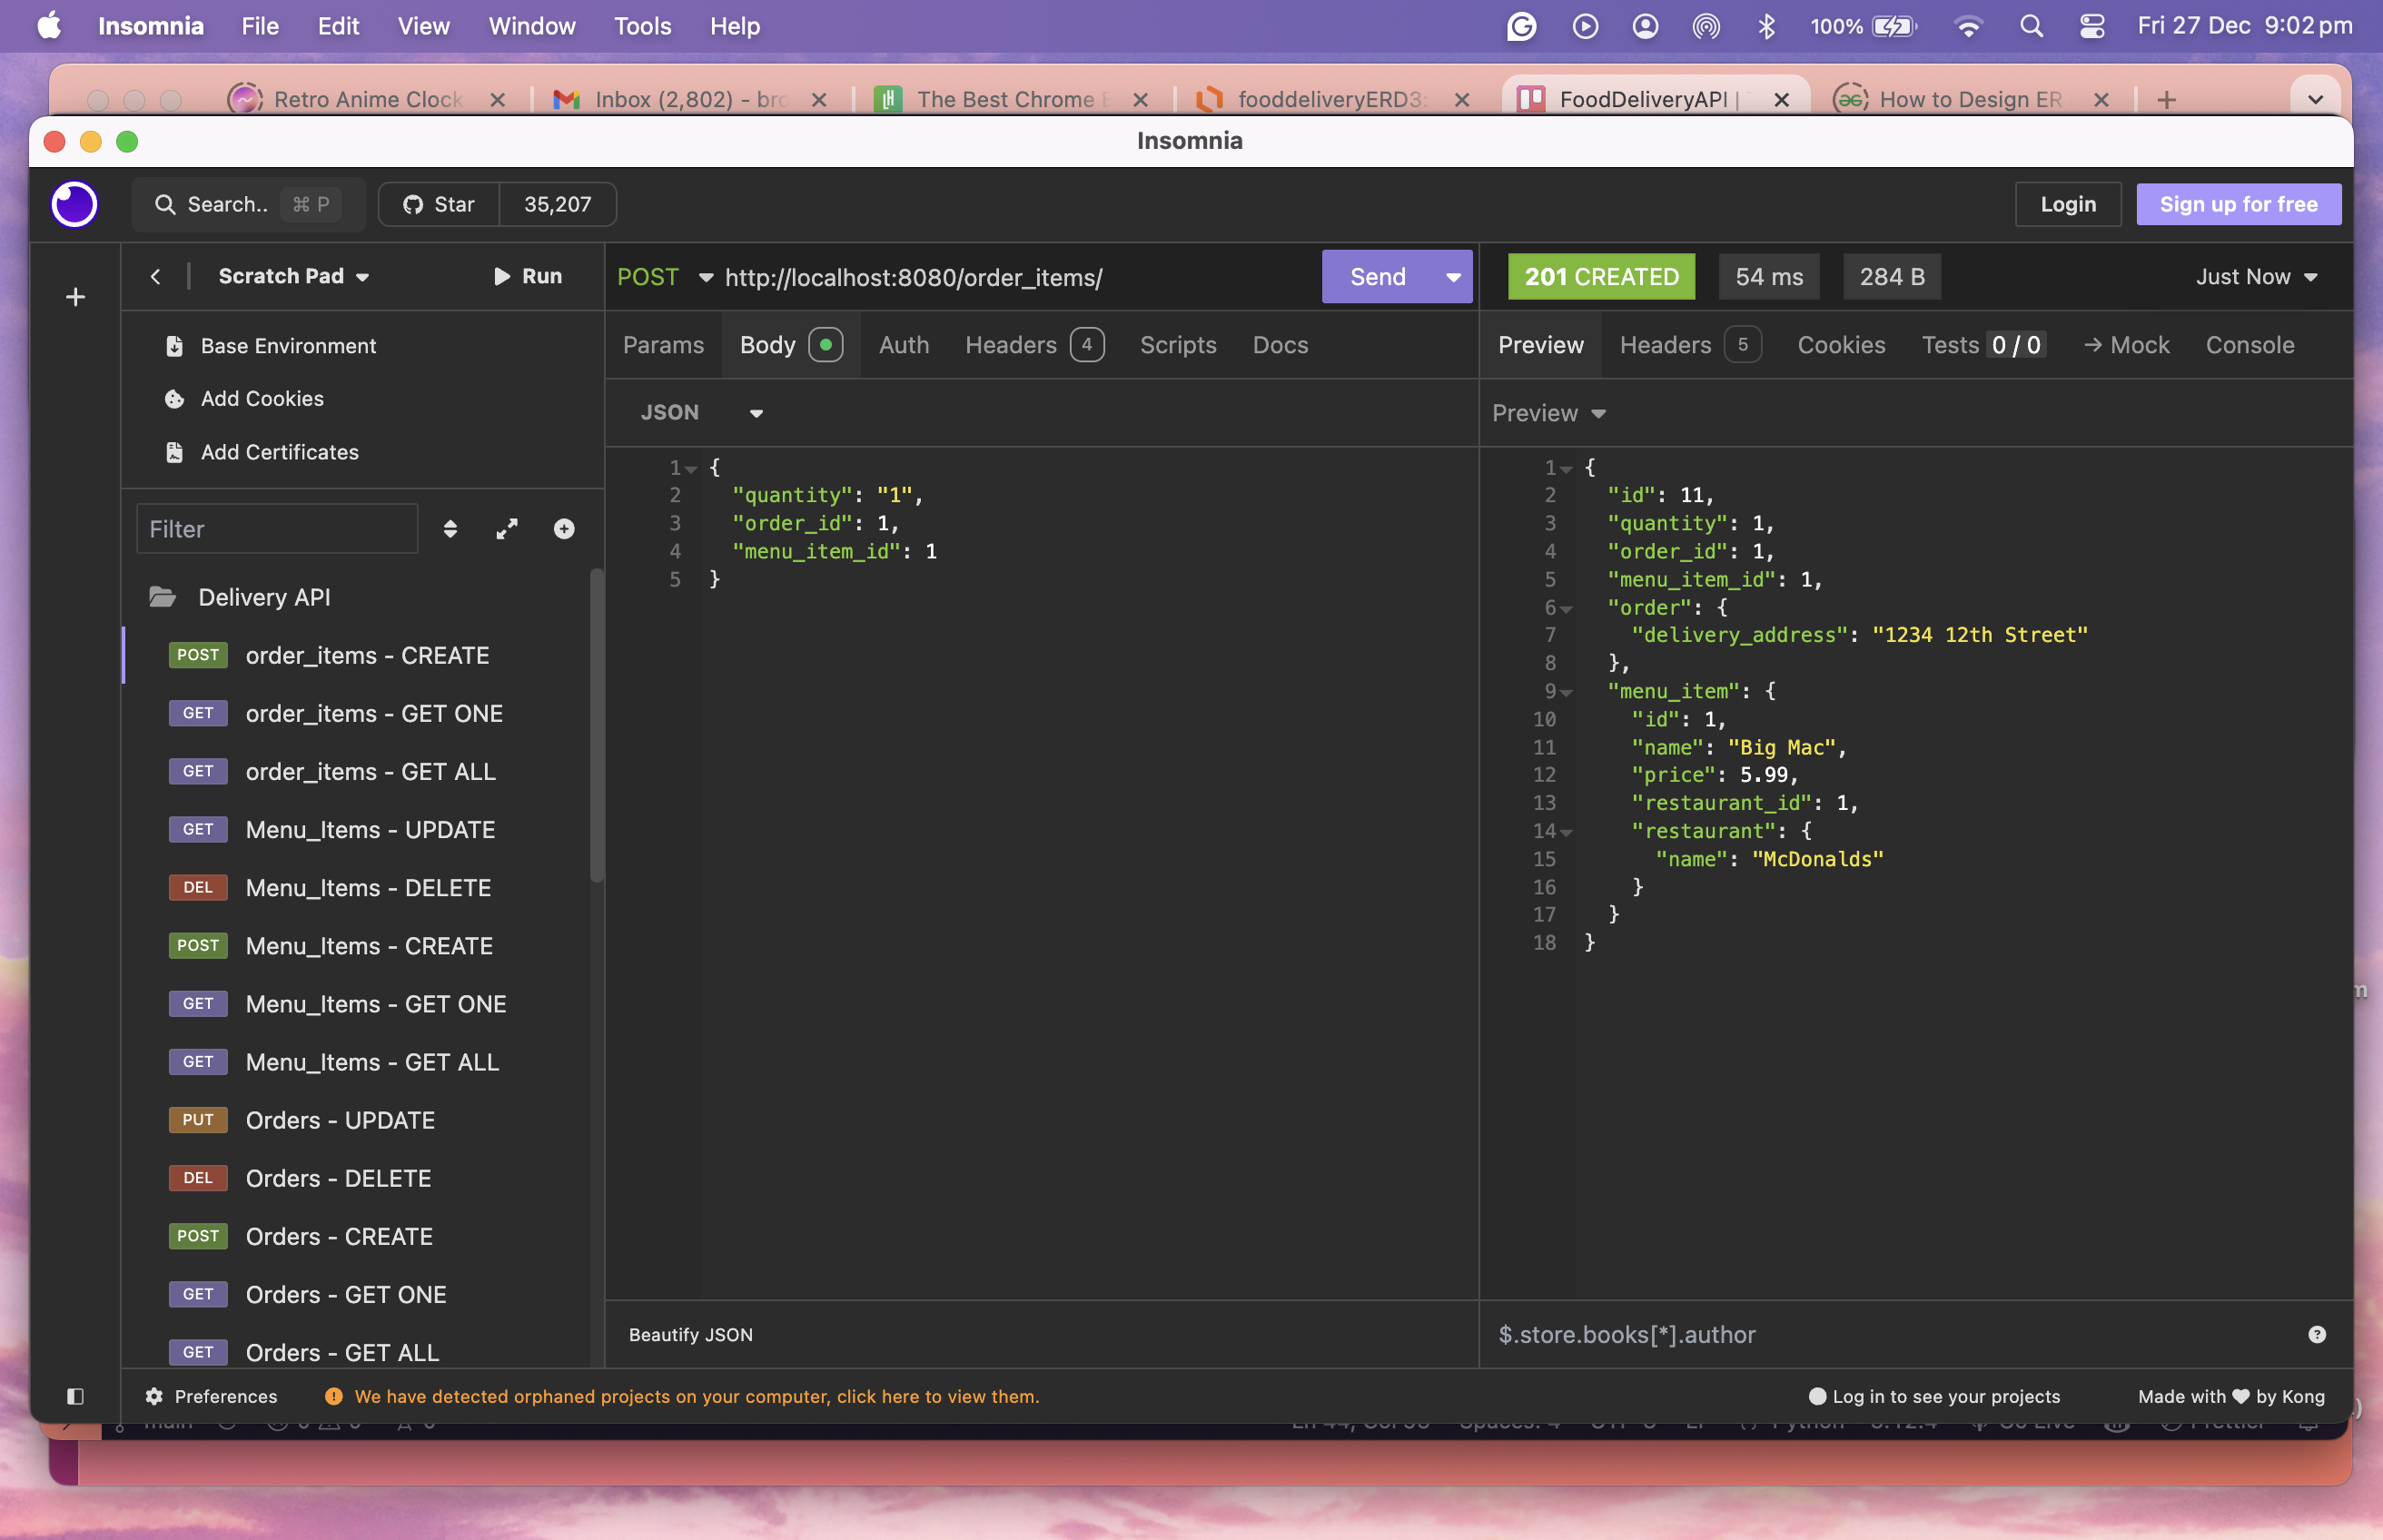 Insomnia File Edit View Window Tools Help 100% Fri 27 Dec 9:02 pm
Retro Anime Clock Inbox (2,802) - bro The Best Chrome E fooddeliveryERD3: FoodDeliveryAPI | How to Design ER
Insomnia
Search.. ⌘ P Star 35,207 Login Sign up for free
Scratch Pad Run POST http://localhost:8080/order_items/ Send 201 CREATED 54 ms 284 B Just Now
Base Environment
Add Cookies
Add Certificates
Params Body Auth Headers 4 Scripts Docs Preview Headers 5 Cookies Tests 0 / 0 → Mock Console
JSON Preview
Filter
Delivery API
POST order_items - CREATE
GET order_items - GET ONE
GET order_items - GET ALL
GET Menu_Items - UPDATE
DEL Menu_Items - DELETE
POST Menu_Items - CREATE
GET Menu_Items - GET ONE
GET Menu_Items - GET ALL
PUT Orders - UPDATE
DEL Orders - DELETE
POST Orders - CREATE
GET Orders - GET ONE
GET Orders - GET ALL
1 {
2 "quantity": "1",
3 "order_id": 1,
4 "menu_item_id": 1
5 }
Beautify JSON
1 {
2 "id": 11,
3 "quantity": 1,
4 "order_id": 1,
5 "menu_item_id": 1,
6 "order": {
7 "delivery_address": "1234 12th Street"
8 },
9 "menu_item": {
10 "id": 1,
11 "name": "Big Mac",
12 "price": 5.99,
13 "restaurant_id": 1,
14 "restaurant": {
15 "name": "McDonalds"
16 }
17 }
18 }
$.store.books[*].author
Preferences We have detected orphaned projects on your computer, click here to view them. Log in to see your projects Made with ♥ by Kong